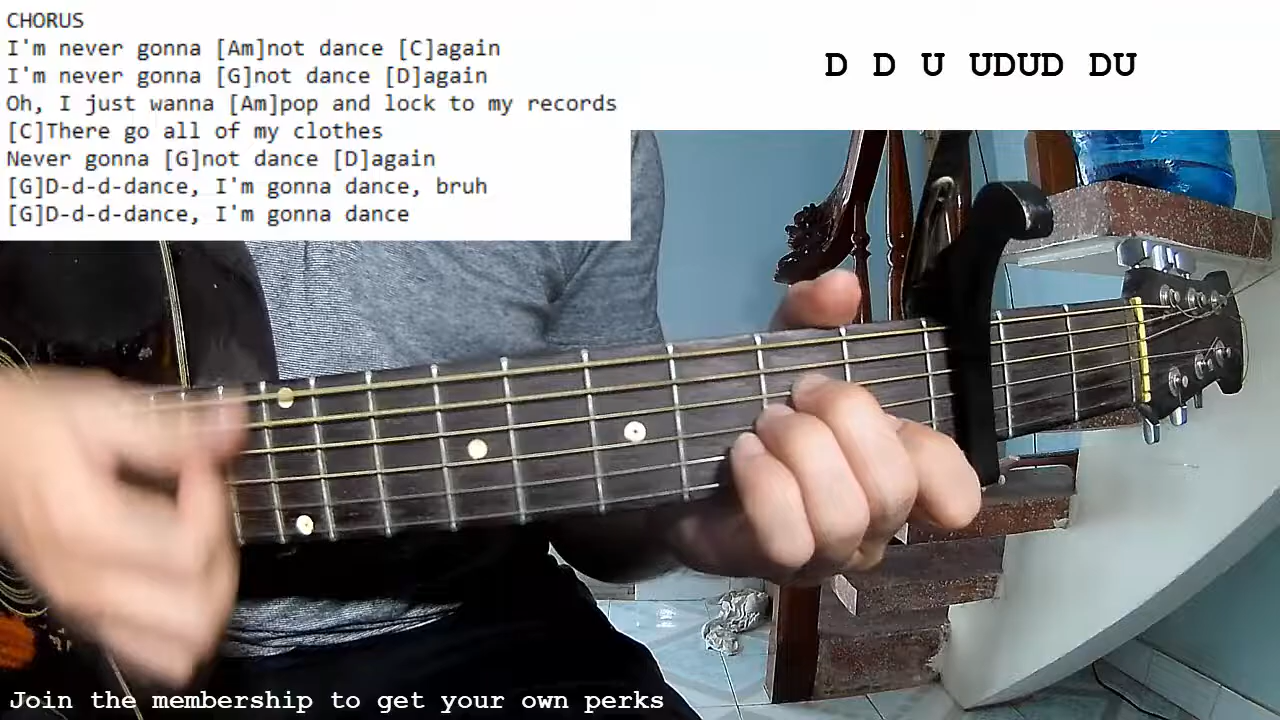 CHORUS
I'm never gonna [Am]not dance [C]again
I'm never gonna [G]not dance [D]again
Oh, I just wanna [Am]pop and lock to my records
[C]There go all of my clothes
Never gonna [G]not dance [D]again
[G]D-d-d-dance, I'm gonna dance, bruh
[G]D-d-d-dance, I'm gonna dance
D D U UDUD DU
Join the membership to get your own perks